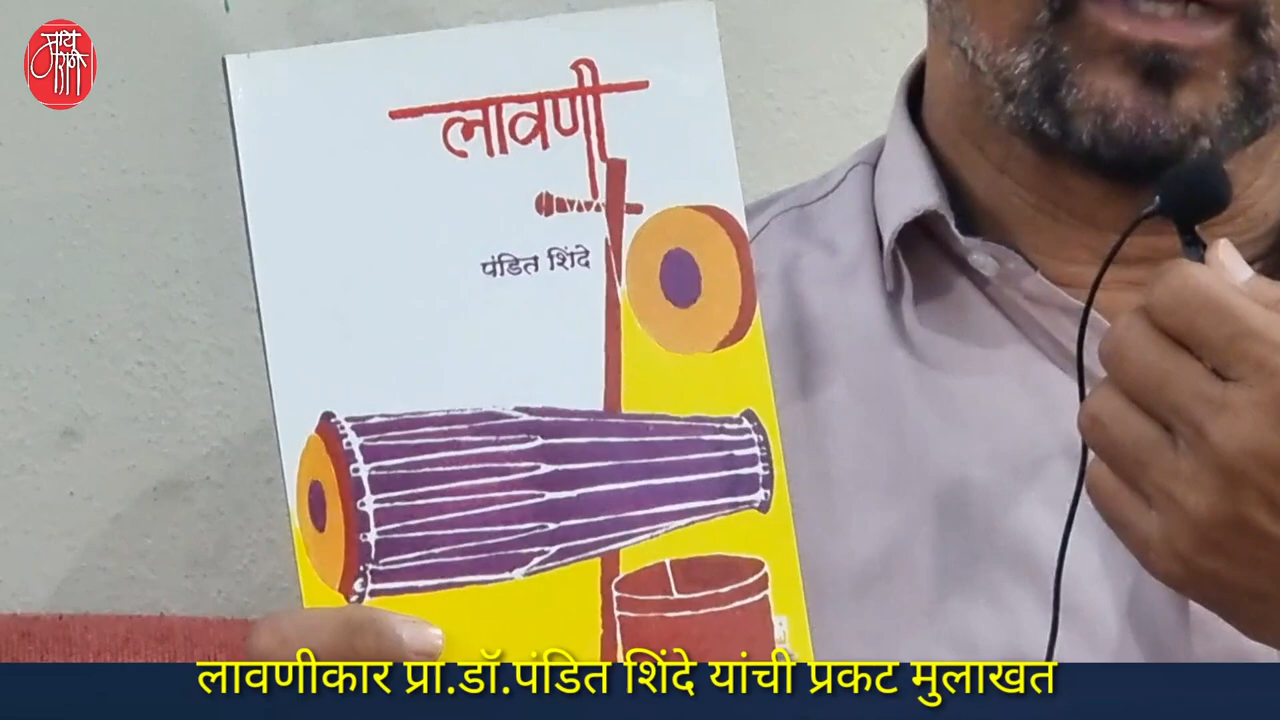 साथ
लावणी
पंडित शिंदे
लावणीकार प्रा.डॉ.पंडित शिंदे यांची प्रकट मुलाखत